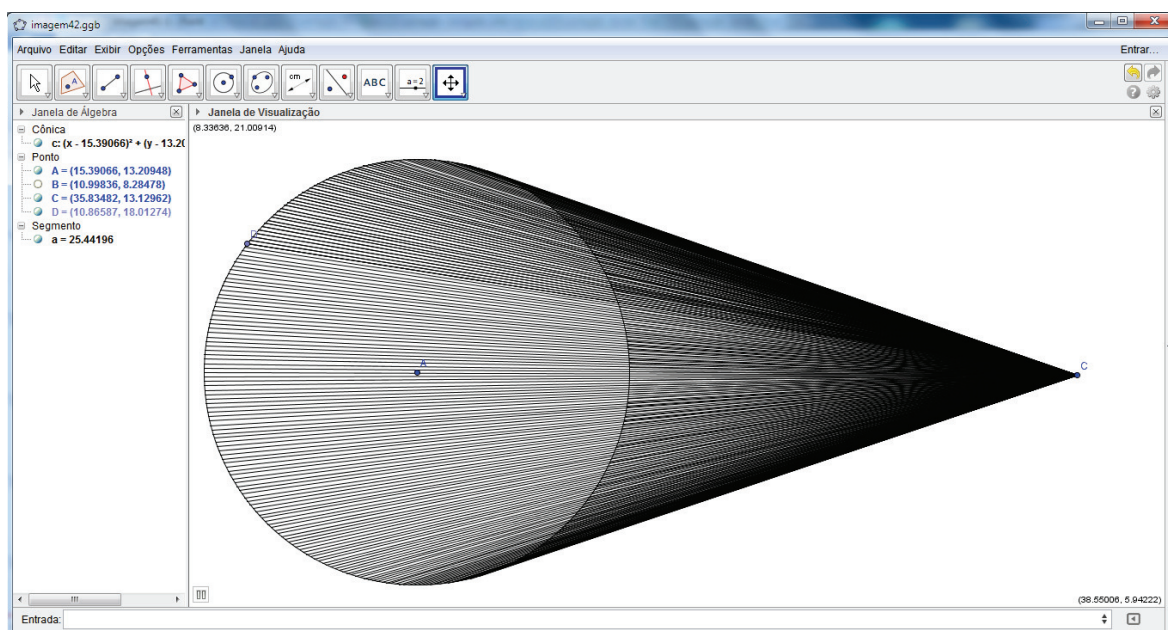 imagem42.ggb
Arquivo Editar Exibir Opções Ferramentas Janela Ajuda
Entrar...
A
cm
ABC
a=2
Janela de Álgebra
Janela de Visualização
Cônica
c: (x - 15.39066)² + (y - 13.20
Ponto
A = (15.39066, 13.20948)
B = (10.99836, 8.28478)
C = (35.83482, 13.12962)
D = (10.86587, 18.01274)
Segmento
a = 25.44196
(8.33636, 21.00914)
D
A
C
(38.55006, 5.94222)
Entrada: